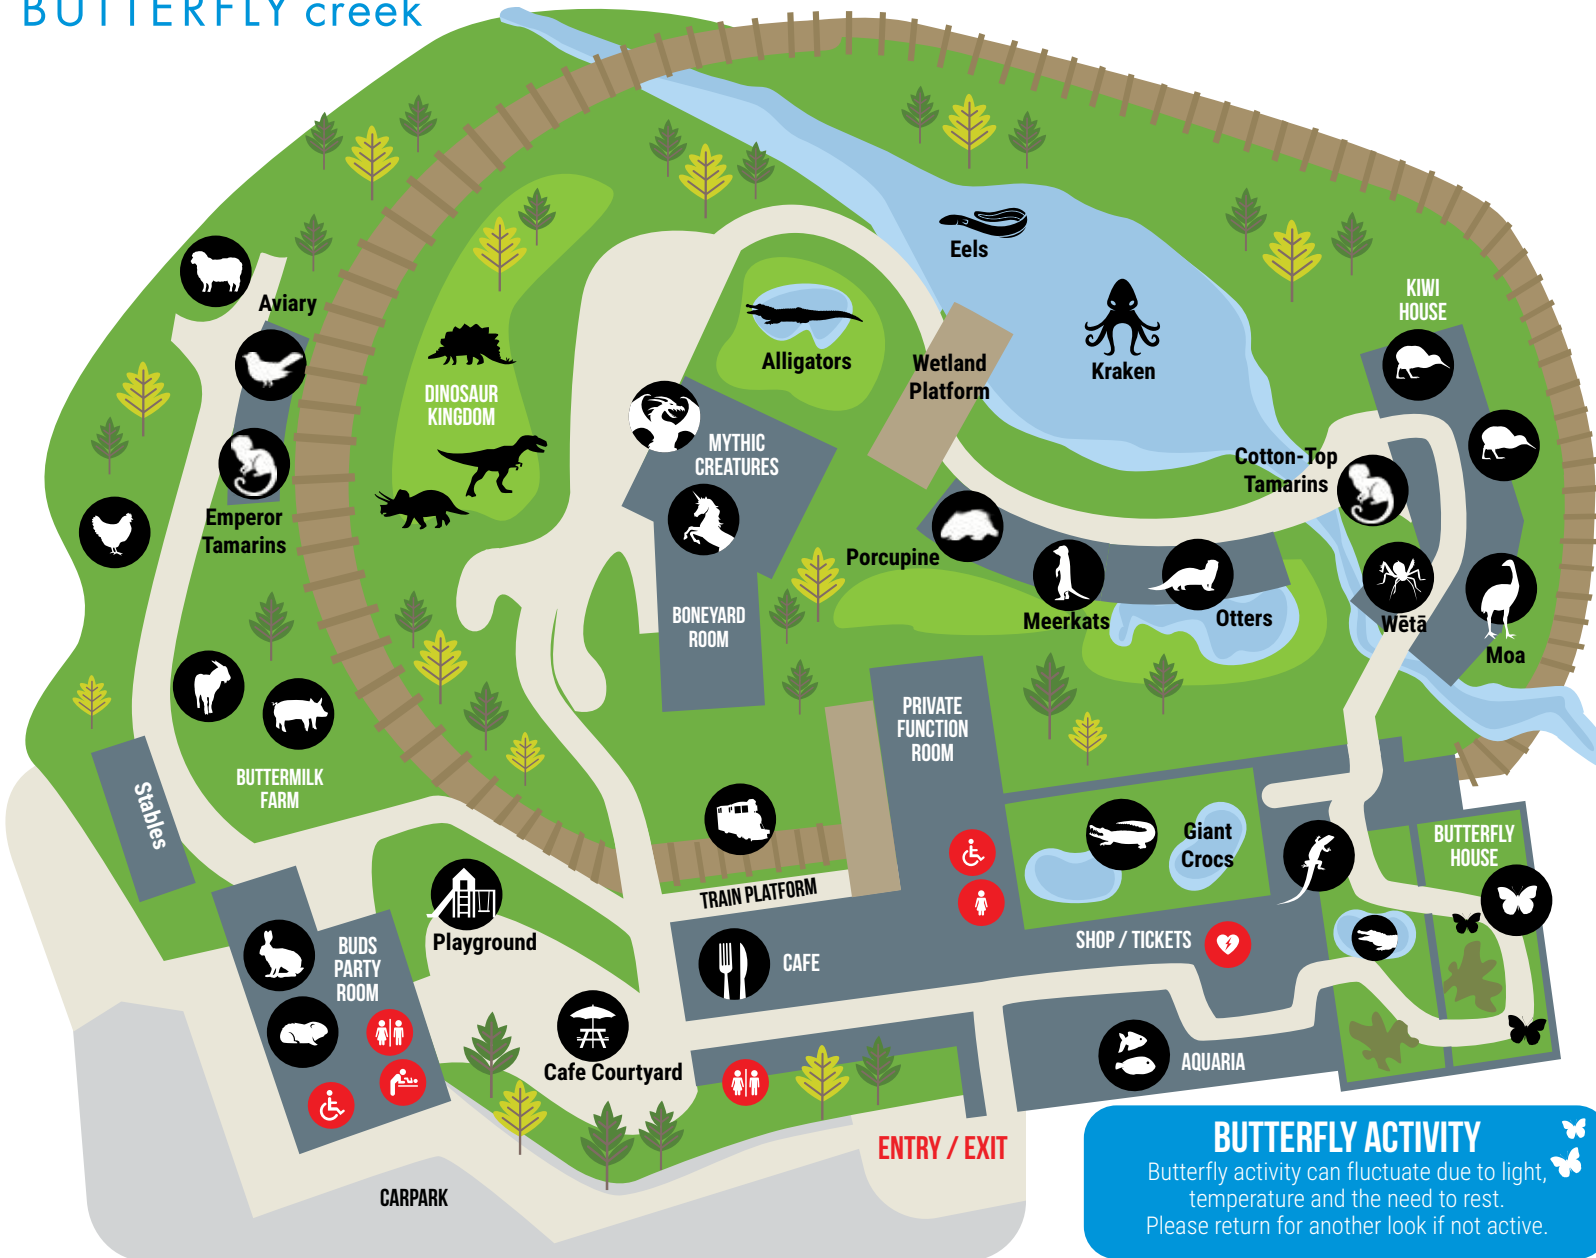 BUTTERFLY creek
Eels
Aviary
KIWI
HOUSE
Alligators
Wetland
Platform
Kraken
DINOSAUR
KINGDOM
MYTHIC
CREATURES
Cotton-Top
Tamarins
Emperor
Tamarins
Porcupine
Meerkats
Otters
Wētā
Moa
BONEYARD
ROOM
PRIVATE
FUNCTION
ROOM
BUTTERMILK
FARM
Stables
Giant
Crocs
BUTTERFLY
HOUSE
TRAIN PLATFORM
Playground
BUDS
PARTY
ROOM
CAFE
SHOP / TICKETS
Cafe Courtyard
AQUARIA
ENTRY / EXIT
CARPARK
BUTTERFLY ACTIVITY
Butterfly activity can fluctuate due to light,
temperature and the need to rest.
Please return for another look if not active.